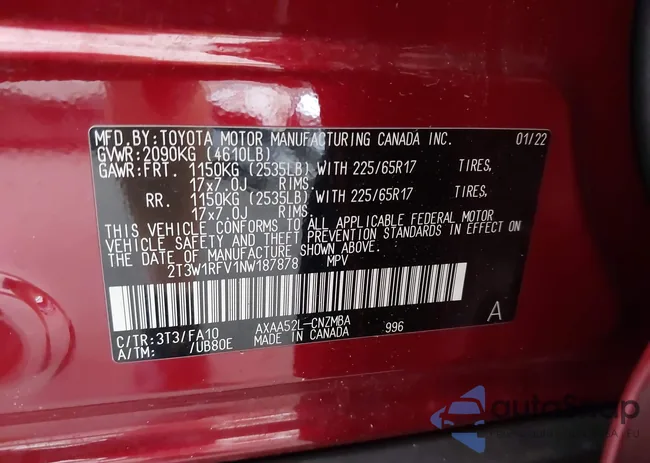 MFD.BY:TOYOTA MOTOR MANUFACTURING CANADA INC. 01/22
GVWR:2090KG (4610LB)
GAWR:FRT. 1150KG (2535LB) WITH 225/65R17 TIRES,
17x7.0J RIMS.
RR. 1150KG (2535LB) WITH 225/65R17 TIRES,
17x7.0J RIMS.
THIS VEHICLE CONFORMS TO ALL APPLICABLE FEDERAL MOTOR
VEHICLE SAFETY AND THEFT PREVENTION STANDARDS IN EFFECT ON
THE DATE OF MANUFACTURE SHOWN ABOVE.
2T3W1RFV1NW187878 MPV
C/TR:3T3/FA10 AXAA52L-CNZMBA 996 A
A/TM: /UB80E MADE IN CANADA
autoSnap